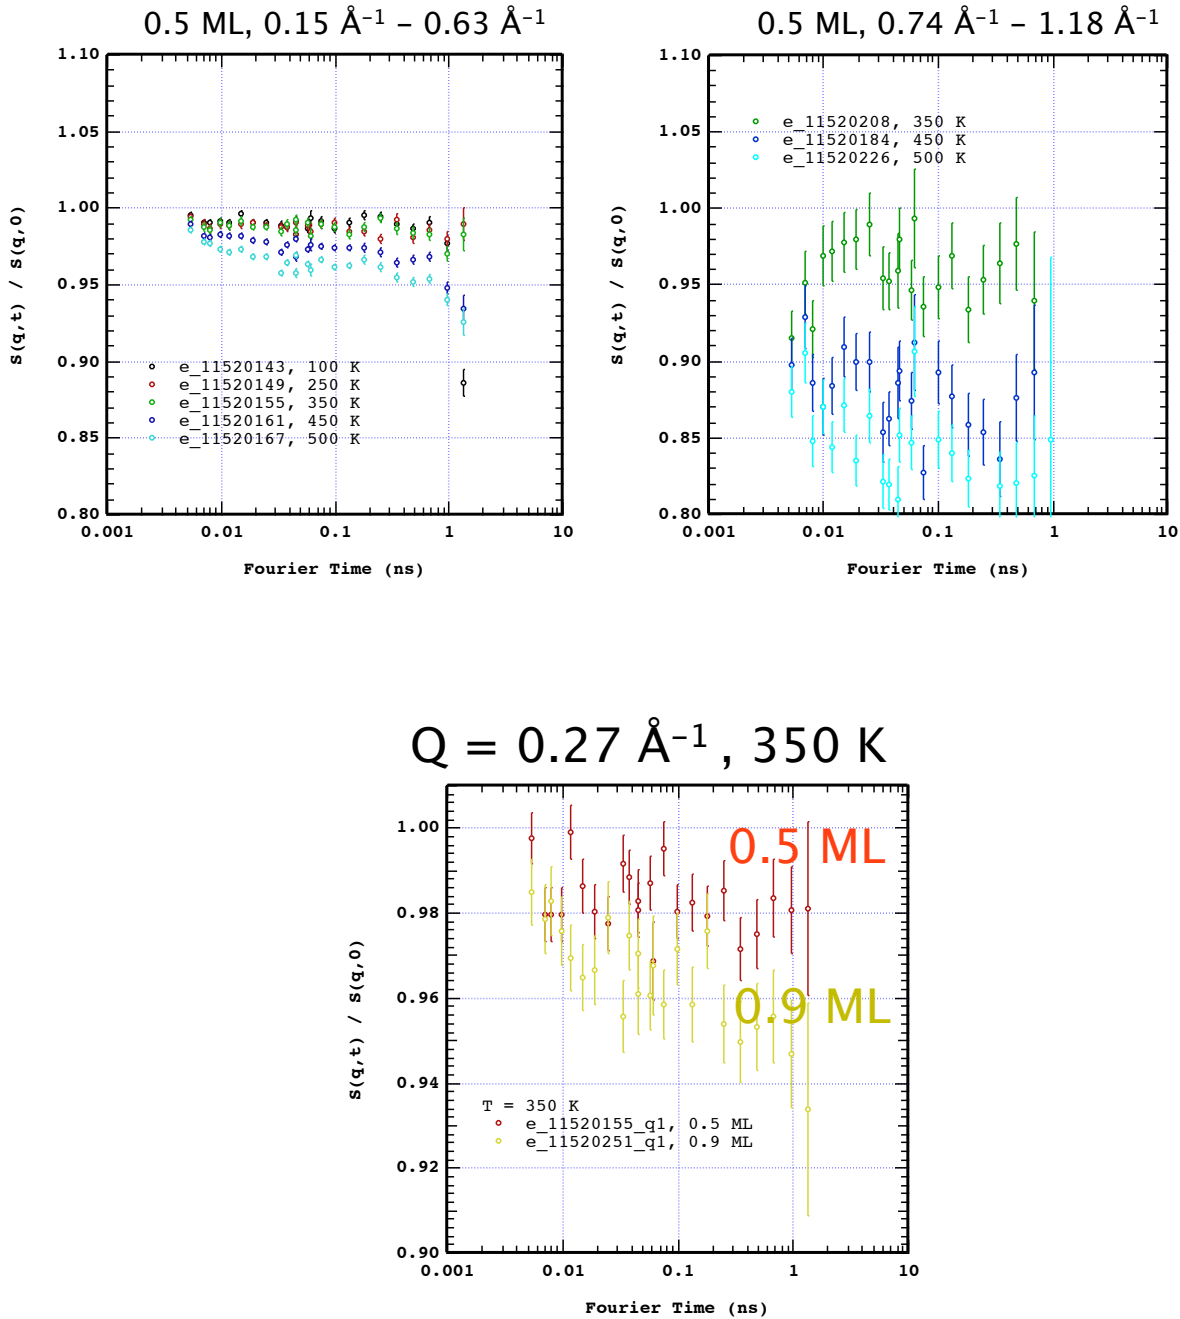 0.5 ML, 0.15 Å⁻¹ – 0.63 Å⁻¹
1.10
1.05
1.00
0.95
0.90
0.85
0.80
S(q,t) / S(q,0)
e_11520143, 100 K
e_11520149, 250 K
e_11520155, 350 K
e_11520161, 450 K
e_11520167, 500 K
0.001
0.01
0.1
1
10
Fourier Time (ns)
0.5 ML, 0.74 Å⁻¹ – 1.18 Å⁻¹
1.10
1.05
1.00
0.95
0.90
0.85
0.80
S(q,t) / S(q,0)
e_11520208, 350 K
e_11520184, 450 K
e_11520226, 500 K
0.001
0.01
0.1
1
10
Fourier Time (ns)
Q = 0.27 Å⁻¹ , 350 K
1.00
0.98
0.96
0.94
0.92
0.90
S(q,t) / S(q,0)
0.5 ML
0.9 ML
T = 350 K
e_11520155_q1, 0.5 ML
e_11520251_q1, 0.9 ML
0.001
0.01
0.1
1
10
Fourier Time (ns)